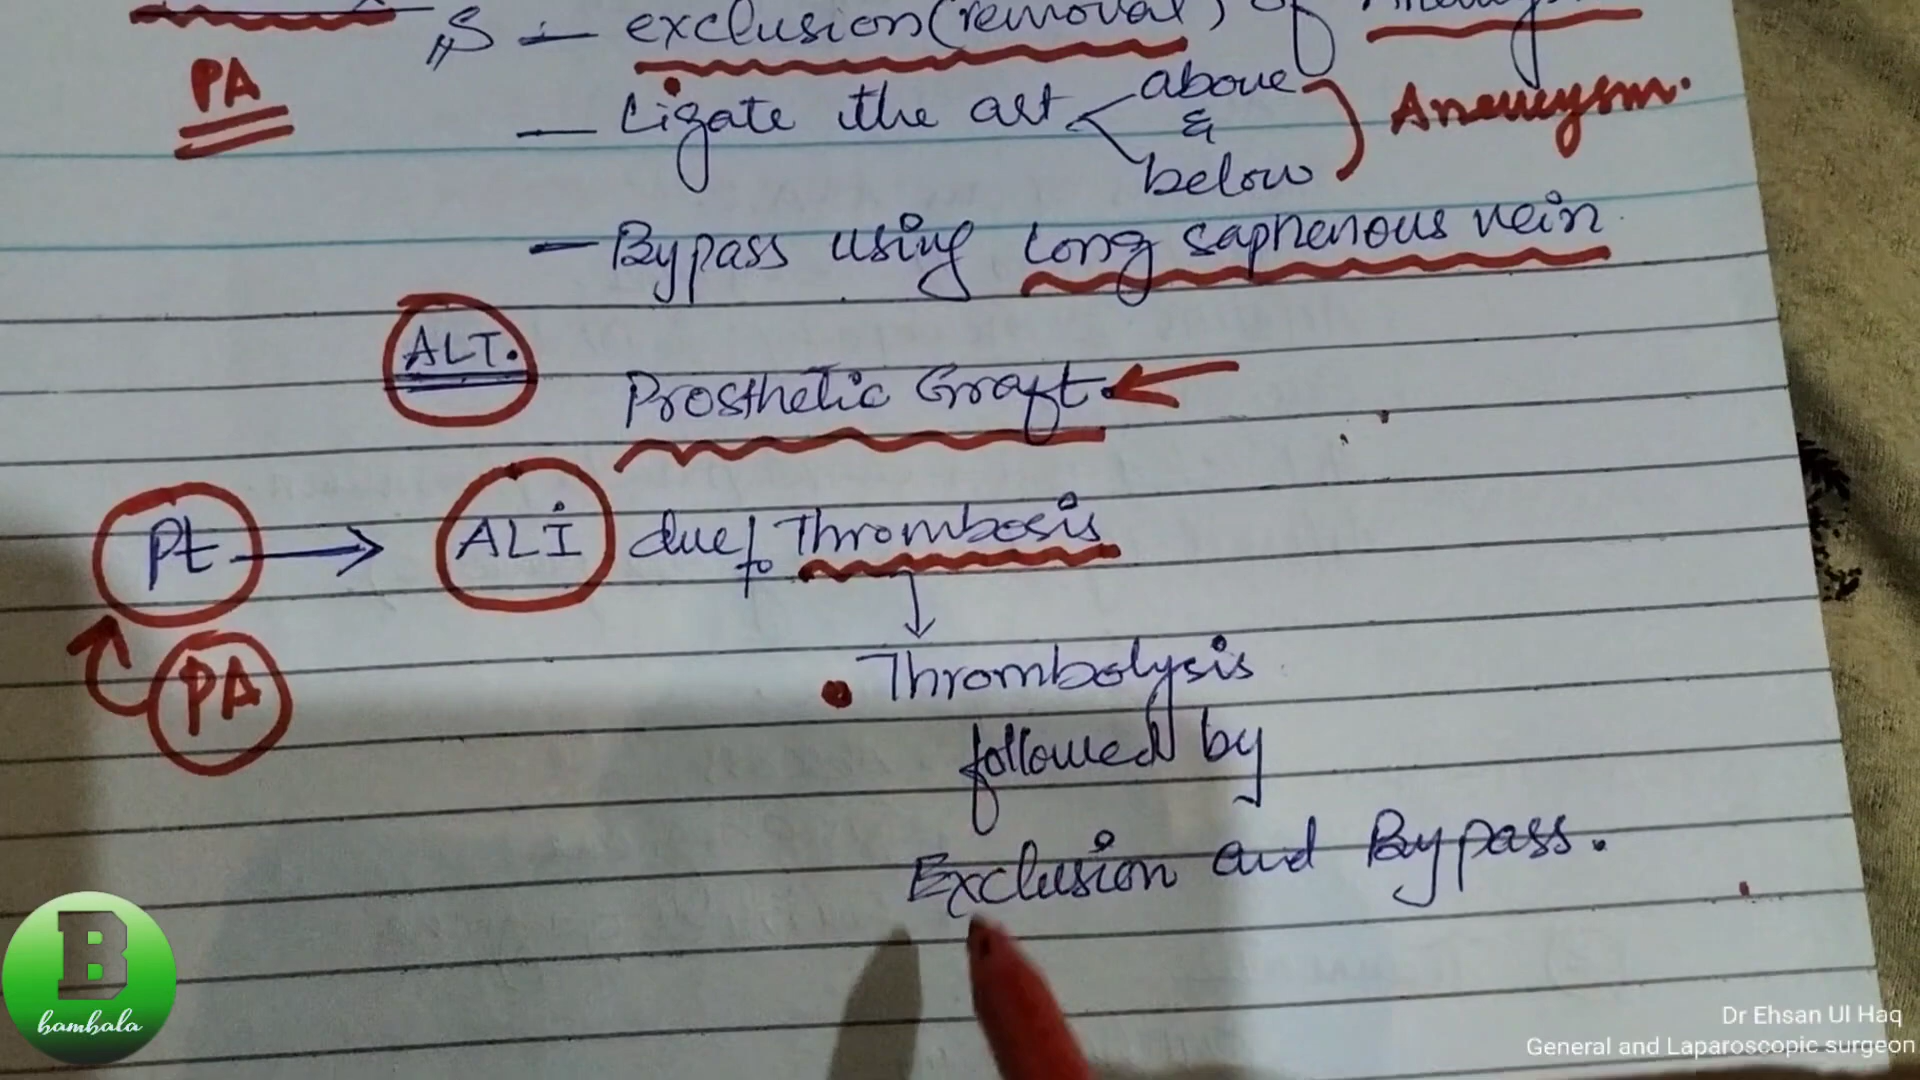 S - exclusion (removal) of
PA
- Ligate the art above & below Aneurysm.
- Bypass using long saphenous vein
ALT.
Prosthetic Graft.
Pt → ALI due to Thrombosis
PA
• Thrombolysis
followed by
Exclusion and Bypass.
B
bambala
Dr Ehsan Ul Haq
General and Laparoscopic surgeon